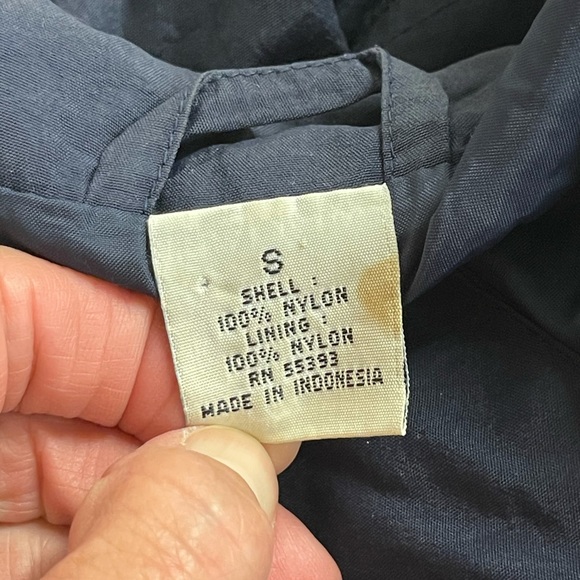 S
SHELL :
100% NYLON
LINING :
100% NYLON
RN 55393
MADE IN INDONESIA